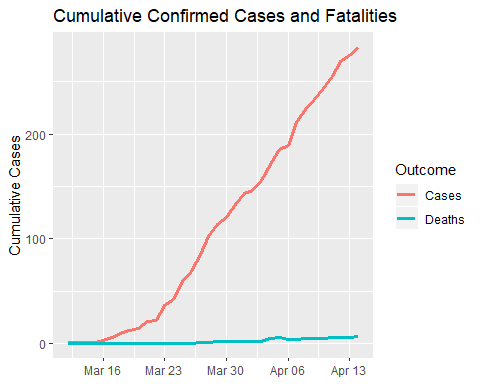 Cumulative Confirmed Cases and Fatalities
Cumulative Cases
200
100
0
Mar 16 Mar 23 Mar 30 Apr 06 Apr 13
Outcome
Cases
Deaths